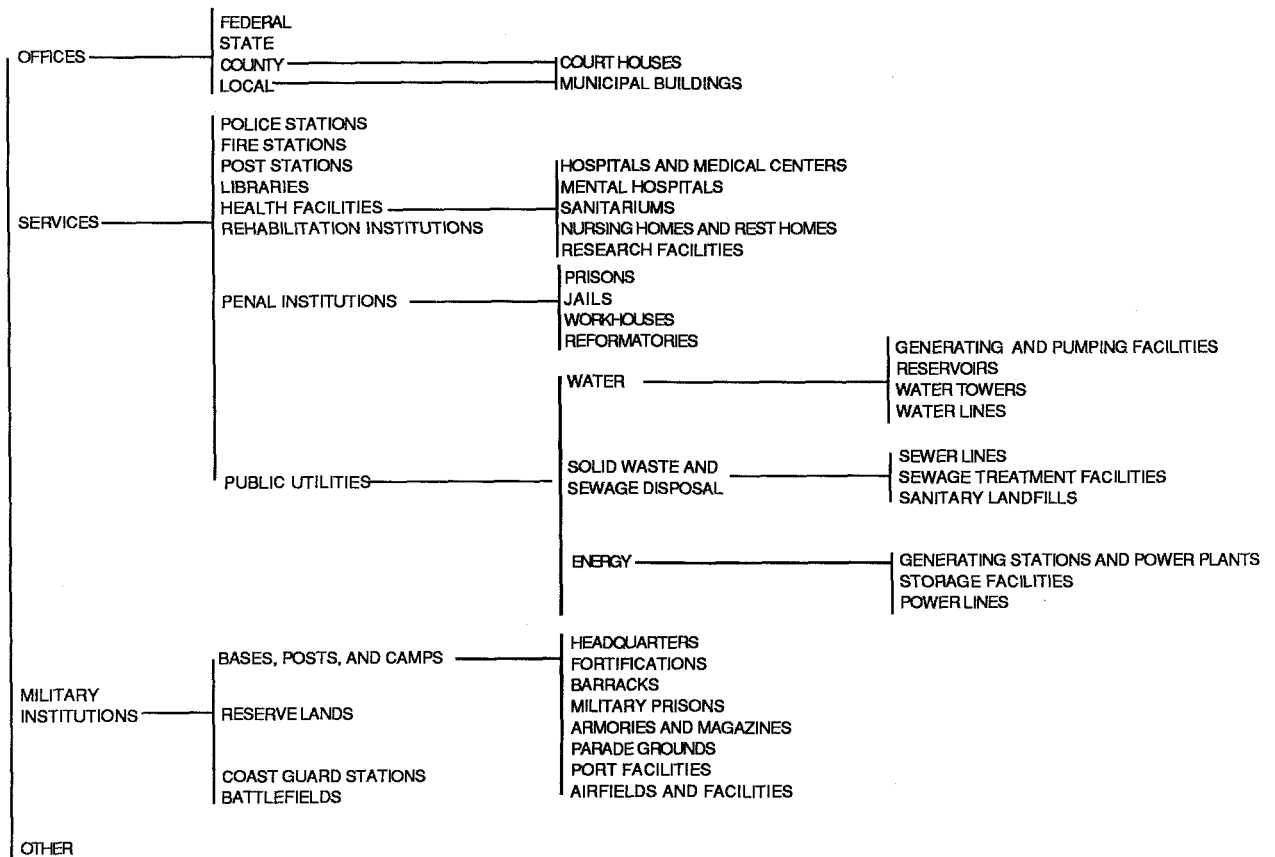 OFFICES
FEDERAL
STATE
COUNTY
LOCAL
COURT HOUSES
MUNICIPAL BUILDINGS
SERVICES
POLICE STATIONS
FIRE STATIONS
POST STATIONS
LIBRARIES
HEALTH FACILITIES
REHABILITATION INSTITUTIONS
HOSPITALS AND MEDICAL CENTERS
MENTAL HOSPITALS
SANITARIUMS
NURSING HOMES AND REST HOMES
RESEARCH FACILITIES
PENAL INSTITUTIONS
PRISONS
JAILS
WORKHOUSES
REFORMATORIES
PUBLIC UTILITIES
WATER
GENERATING AND PUMPING FACILITIES
RESERVOIRS
WATER TOWERS
WATER LINES
SOLID WASTE AND
SEWAGE DISPOSAL
SEWER LINES
SEWAGE TREATMENT FACILITIES
SANITARY LANDFILLS
ENERGY
GENERATING STATIONS AND POWER PLANTS
STORAGE FACILITIES
POWER LINES
MILITARY
INSTITUTIONS
BASES, POSTS, AND CAMPS
HEADQUARTERS
FORTIFICATIONS
BARRACKS
MILITARY PRISONS
ARMORIES AND MAGAZINES
PARADE GROUNDS
PORT FACILITIES
AIRFIELDS AND FACILITIES
RESERVE LANDS
COAST GUARD STATIONS
BATTLEFIELDS
OTHER